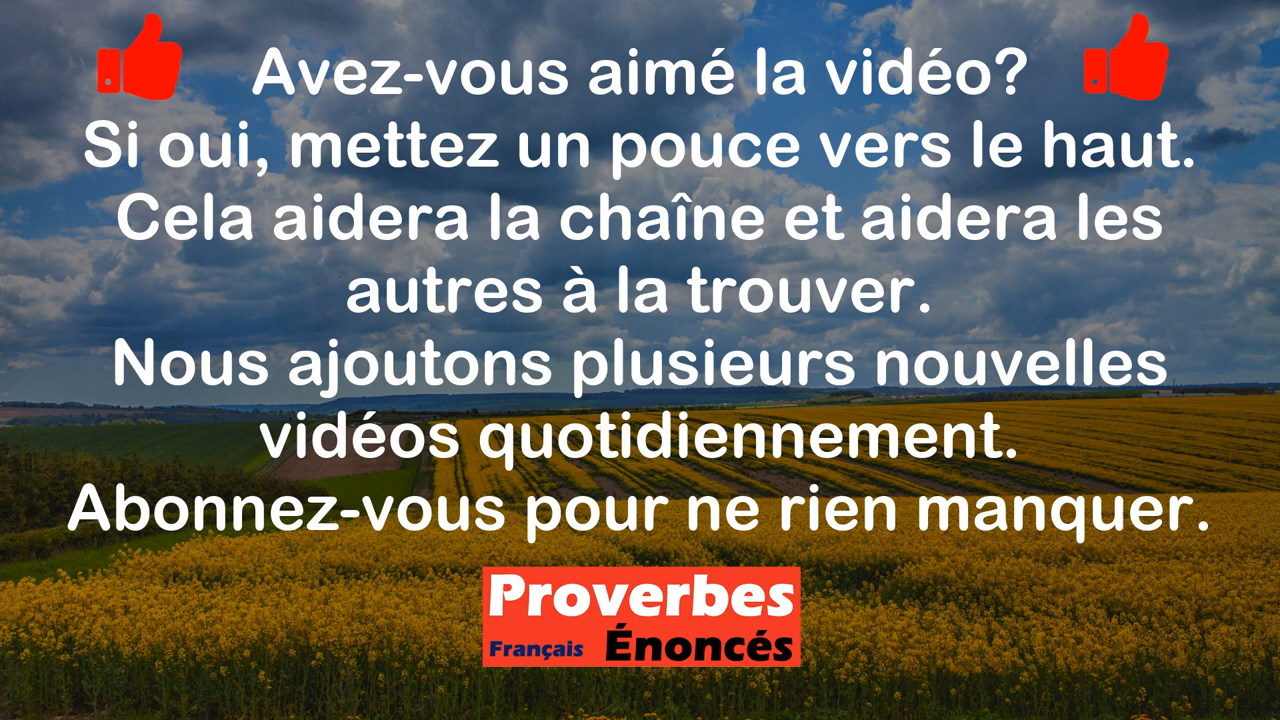 Avez-vous aimé la vidéo?
Si oui, mettez un pouce vers le haut.
Cela aidera la chaîne et aidera les
autres à la trouver.
Nous ajoutons plusieurs nouvelles
vidéos quotidiennement.
Abonnez-vous pour ne rien manquer.
Proverbes
Français Énoncés